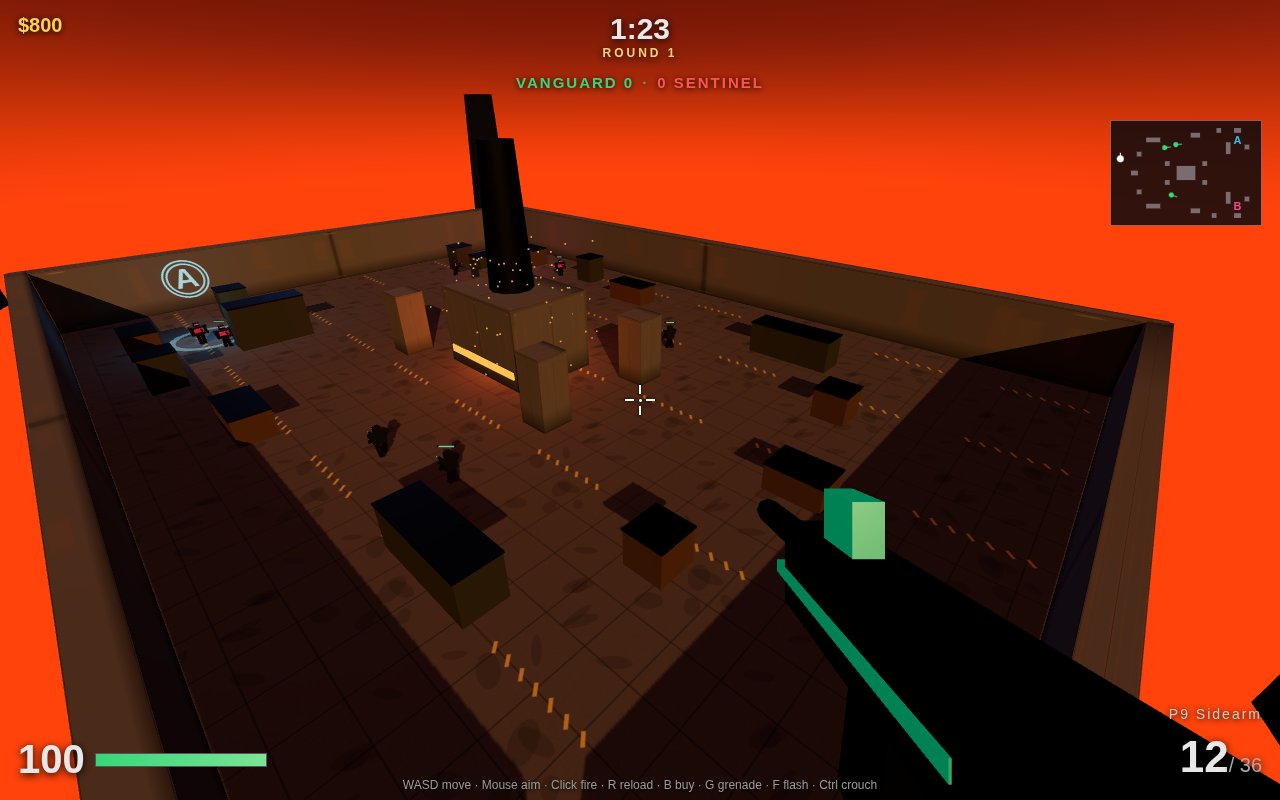 $800
1:23
ROUND 1
VANGUARD 0 · 0 SENTINEL
A
B
A
P9 Sidearm
100
12/ 36
WASD move · Mouse aim · Click fire · R reload · B buy · G grenade · F flash · Ctrl crouch